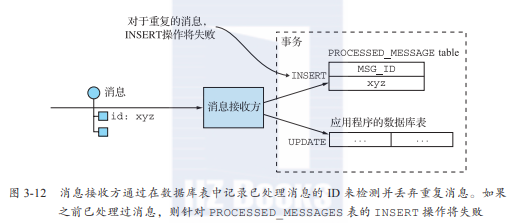 对于重复的消息，
INSERT操作将失败
事务
PROCESSED_MESSAGE table
INSERT
MSG_ID
xyz
消息
id: xyz
消息接收方
应用程序的数据库表
UPDATE
... ...
图 3-12 消息接收方通过在数据库表中记录已处理消息的 ID 来检测并丢弃重复消息。如果
之前已处理过消息，则针对 PROCESSED_MESSAGES 表的 INSERT 操作将失败